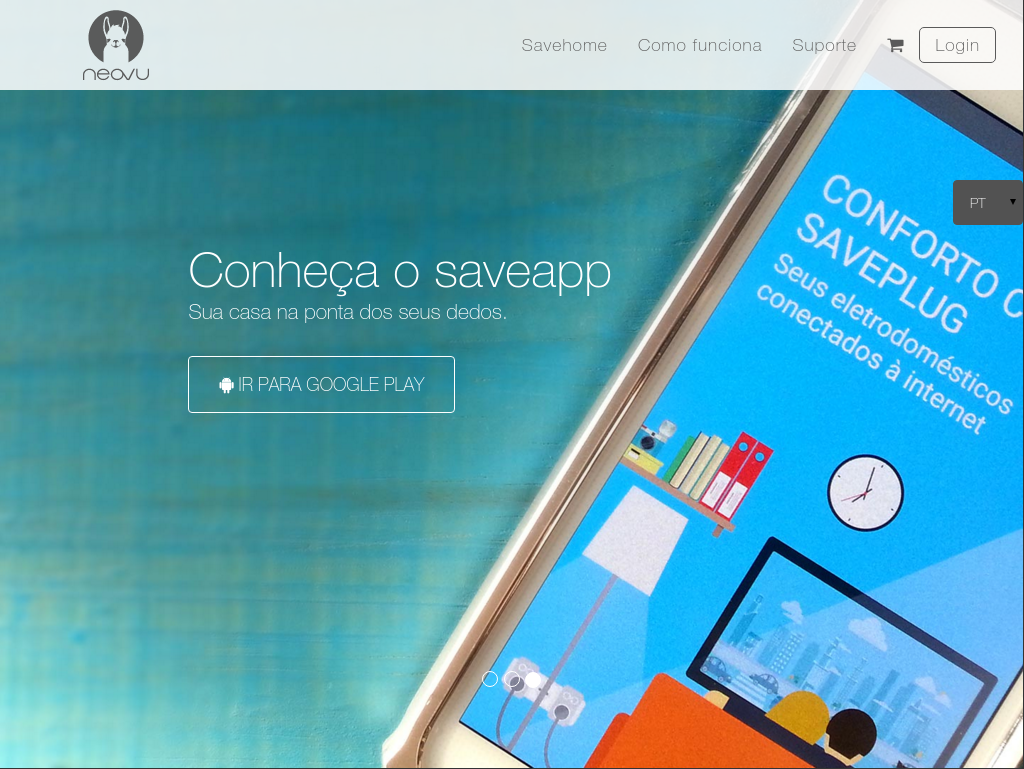 neovu
Savehome
Como funciona
Suporte
Login
PT
Conheça o saveapp
Sua casa na ponta dos seus dedos.
IR PARA GOOGLE PLAY
CONFORTO C
SAVEPLUG
Seus eletrodomésticos
conectados à internet